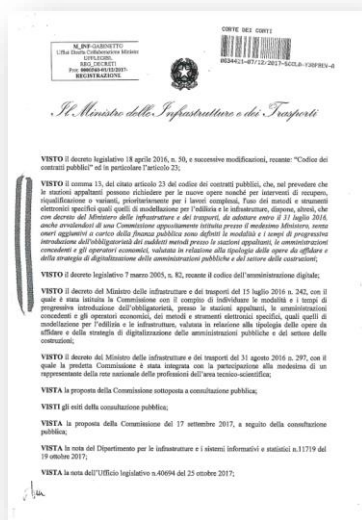 CORTE DEI CONTI
0034421-07/12/2017-SCCLA-Y30PREV-A
M_INF-GABINETTO
Uffici Diretta Collaborazione Ministro
UFFLEGISL
REG_DECRETI
REGISTRAZIONE
Il Ministro delle Infrastrutture e dei Trasporti
VISTO il decreto legislativo 18 aprile 2016, n. 50, e successive modificazioni, recante: "Codice dei
contratti pubblici" ed in particolare l'articolo 23;
VISTO il comma 13, del citato articolo 23 del codice dei contratti pubblici, che, nel prevedere che
le stazioni appaltanti possono richiedere per le nuove opere nonché per interventi di recupero,
riqualificazione o varianti, prioritariamente per i lavori complessi, l'uso dei metodi e strumenti
elettronici specifici quali quelli di modellazione per l'edilizia e le infrastrutture, dispone, altresì, che
con decreto del Ministero delle infrastrutture e dei trasporti, da adottare entro il 31 luglio 2016,
anche avvalendosi di una Commissione appositamente istituita presso il medesimo Ministero, senza
oneri aggiuntivi a carico della finanza pubblica sono definiti le modalità e i tempi di progressiva
introduzione dell'obbligatorietà dei suddetti metodi presso le stazioni appaltanti, le amministrazioni
concedenti e gli operatori economici, valutata in relazione alla tipologia delle opere da affidare e
della strategia di digitalizzazione delle amministrazioni pubbliche e del settore delle costruzioni;
VISTO il decreto legislativo 7 marzo 2005, n. 82, recante il codice dell'amministrazione digitale;
VISTO il decreto del Ministro delle infrastrutture e dei trasporti del 15 luglio 2016 n. 242, con il
quale è stata istituita la Commissione con il compito di individuare le modalità e i tempi di
progressiva introduzione dell'obbligatorietà, presso le stazioni appaltanti, le amministrazioni
concedenti e gli operatori economici, dei metodi e strumenti elettronici specifici, quali quelli di
modellazione per l'edilizia e le infrastrutture, valutata in relazione alla tipologia delle opere da
affidare e della strategia di digitalizzazione delle amministrazioni pubbliche e del settore delle
costruzioni;
VISTO il decreto del Ministro delle infrastrutture e dei trasporti del 31 agosto 2016 n. 297, con il
quale la predetta Commissione è stata integrata con la partecipazione alla medesima di un
rappresentante della rete nazionale delle professioni dell'area tecnico-scientifica;
VISTA la proposta della Commissione sottoposta a consultazione pubblica;
VISTI gli esiti della consultazione pubblica;
VISTA la proposta della Commissione del 17 settembre 2017, a seguito della consultazione
pubblica;
VISTA la nota del Dipartimento per le infrastrutture e i sistemi informativi e statistici n.11719 del
19 ottobre 2017;
VISTA la nota dell'Ufficio legislativo n.40694 del 25 ottobre 2017;